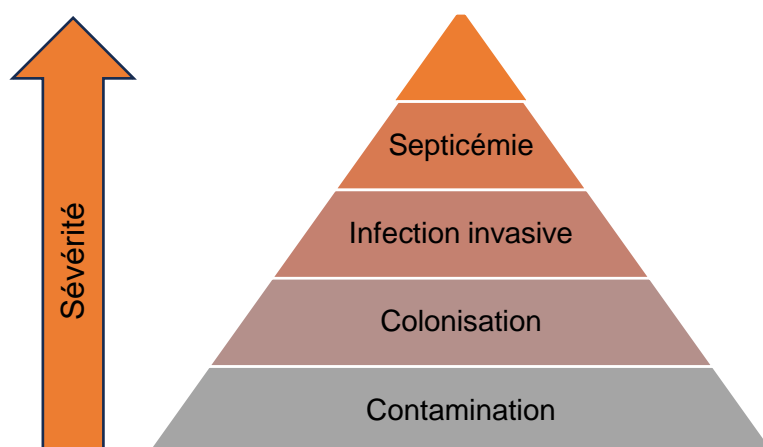 Sévérité
Septicémie
Infection invasive
Colonisation
Contamination